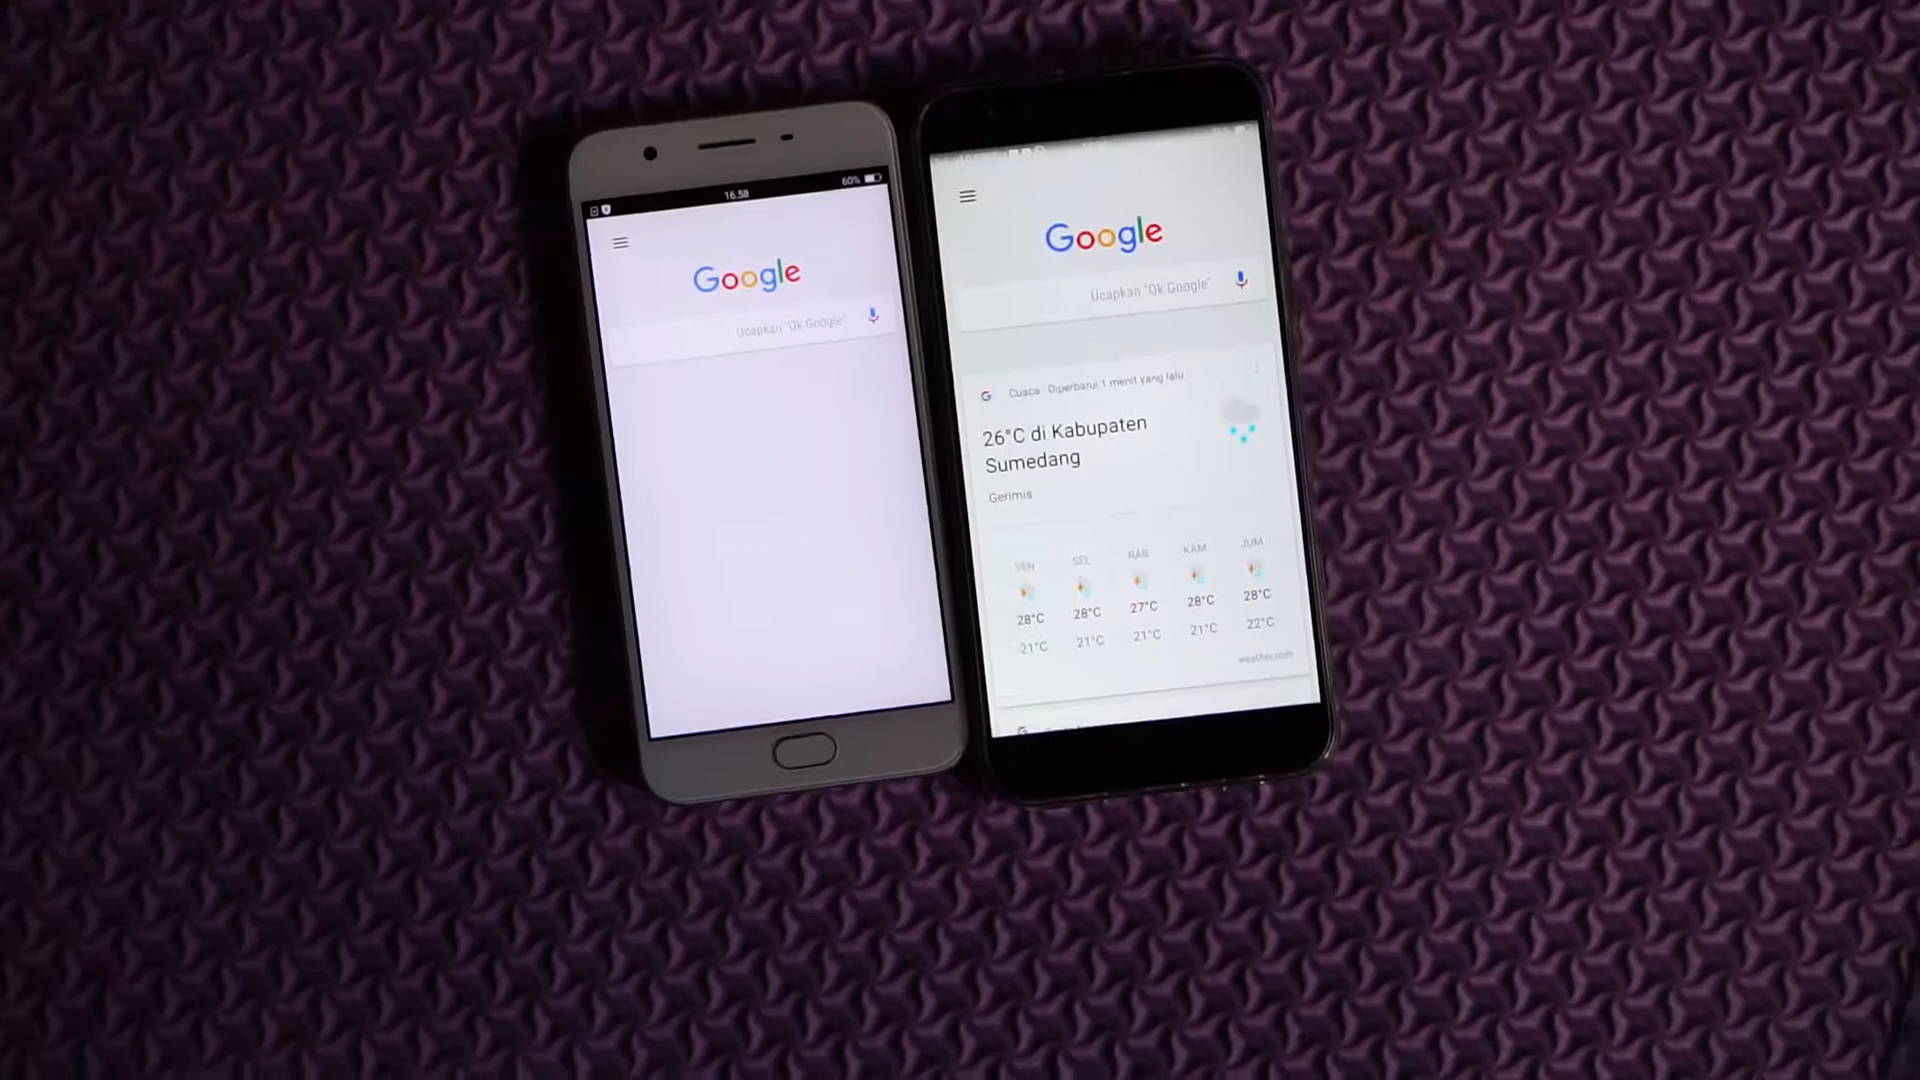 16.58
60%
Google
Ucapkan "Ok Google"
Google
Ucapkan "Ok Google"
G Cuaca · Diperbarui 1 menit yang lalu
26°C di Kabupaten
Sumedang
Gerimis
SEN SEL RAB KAM JUM
28°C 28°C 27°C 28°C 28°C
21°C 21°C 21°C 21°C 22°C
weather.com
G